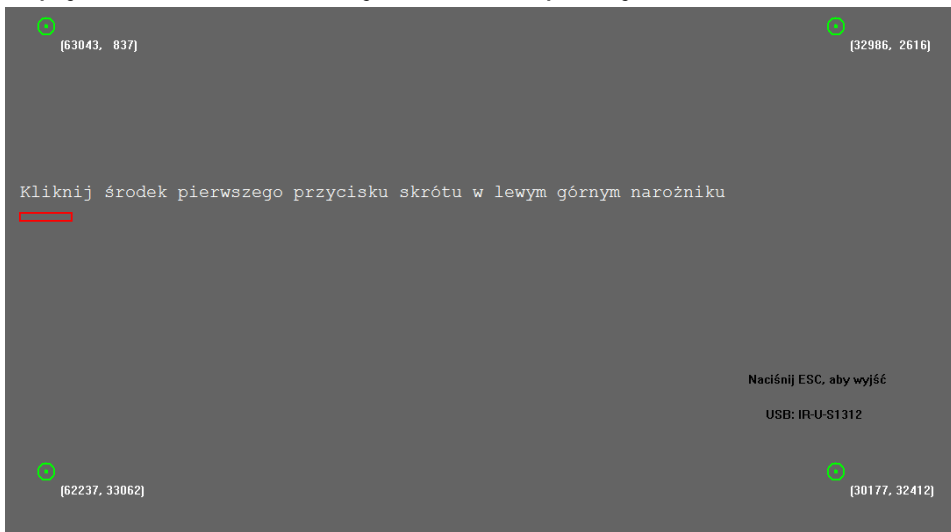 (63043, 837)
(32986, 2616)
Kliknij środek pierwszego przycisku skrótu w lewym górnym narożniku
Naciśnij ESC, aby wyjść
USB: IR-U-S1312
(62237, 33062)
(30177, 32412)